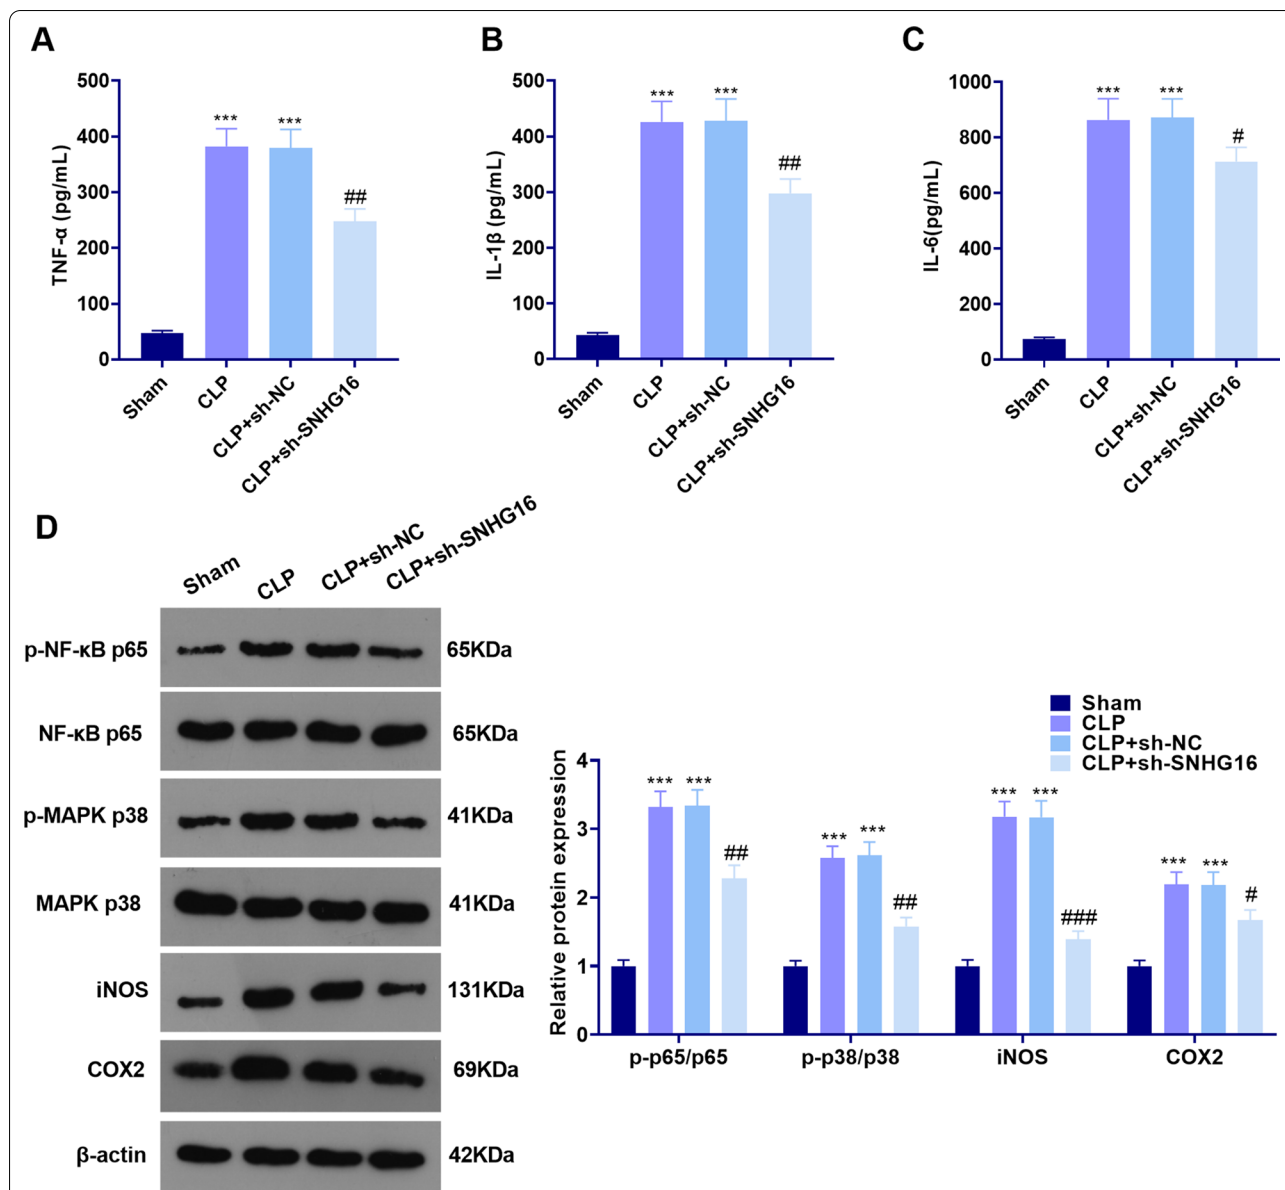 A
TNF-α (pg/mL)
500
400
300
200
100
0
***
***
##
Sham
CLP
CLP+sh-NC
CLP+sh-SNHG16
B
IL-1β (pg/mL)
500
400
300
200
100
0
***
***
##
Sham
CLP
CLP+sh-NC
CLP+sh-SNHG16
C
IL-6(pg/mL)
1000
800
600
400
200
0
***
***
#
Sham
CLP
CLP+sh-NC
CLP+sh-SNHG16
D
Sham
CLP
CLP+sh-NC
CLP+sh-SNHG16
p-NF-κB p65 65KDa
NF-κB p65 65KDa
p-MAPK p38 41KDa
MAPK p38 41KDa
iNOS 131KDa
COX2 69KDa
β-actin 42KDa
Sham
CLP
CLP+sh-NC
CLP+sh-SNHG16
Relative protein expression
4
3
2
1
0
*** *** ##
*** *** ##
*** *** ###
*** *** #
p-p65/p65 p-p38/p38 iNOS COX2